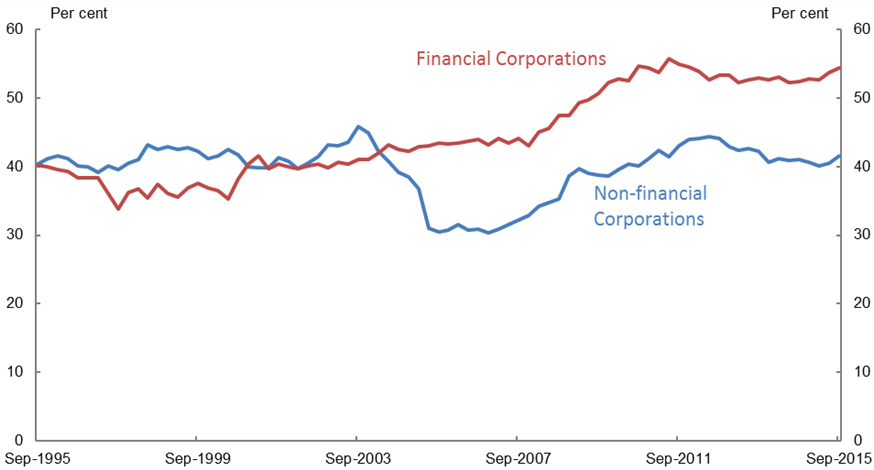 Per cent
Per cent
60
60
Financial Corporations
50
50
40
40
Non-financial
Corporations
30
30
20
20
10
10
0
0
Sep-1995
Sep-1999
Sep-2003
Sep-2007
Sep-2011
Sep-2015